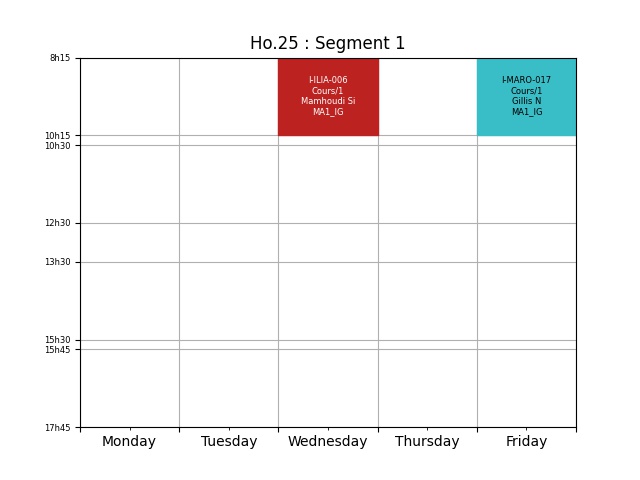 Ho.25 : Segment 1
8h15
I-ILIA-006
Cours/1
Mamhoudi Si
MA1_IG
I-MARO-017
Cours/1
Gillis N
MA1_IG
10h15
10h30
12h30
13h30
15h30
15h45
17h45
Monday
Tuesday
Wednesday
Thursday
Friday